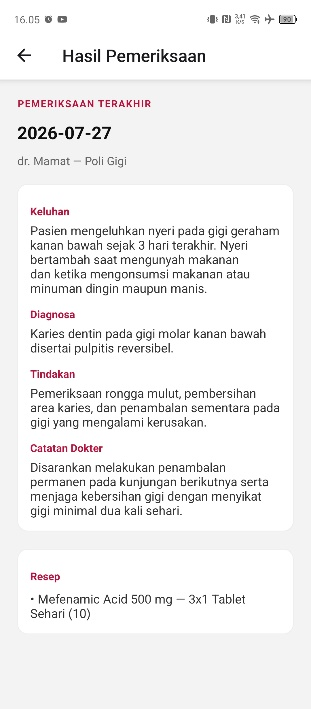 16.05
9,41
K/S
90
Hasil Pemeriksaan
PEMERIKSAAN TERAKHIR
2026-07-27
dr. Mamat — Poli Gigi
Keluhan
Pasien mengeluhkan nyeri pada gigi geraham
kanan bawah sejak 3 hari terakhir. Nyeri
bertambah saat mengunyah makanan
dan ketika mengonsumsi makanan atau
minuman dingin maupun manis.
Diagnosa
Karies dentin pada gigi molar kanan bawah
disertai pulpitis reversibel.
Tindakan
Pemeriksaan rongga mulut, pembersihan
area karies, dan penambalan sementara pada
gigi yang mengalami kerusakan.
Catatan Dokter
Disarankan melakukan penambalan
permanen pada kunjungan berikutnya serta
menjaga kebersihan gigi dengan menyikat
gigi minimal dua kali sehari.
Resep
• Mefenamic Acid 500 mg — 3x1 Tablet
Sehari (10)